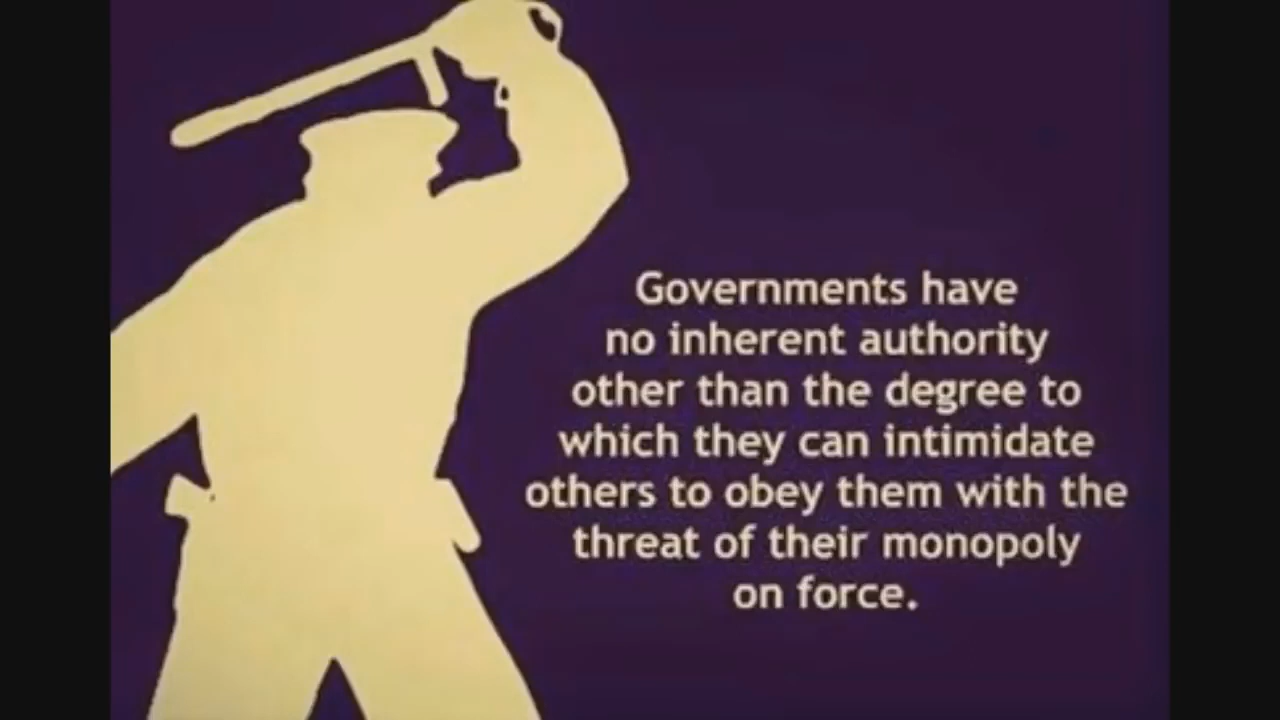 Governments have
no inherent authority
other than the degree to
which they can intimidate
others to obey them with the
threat of their monopoly
on force.